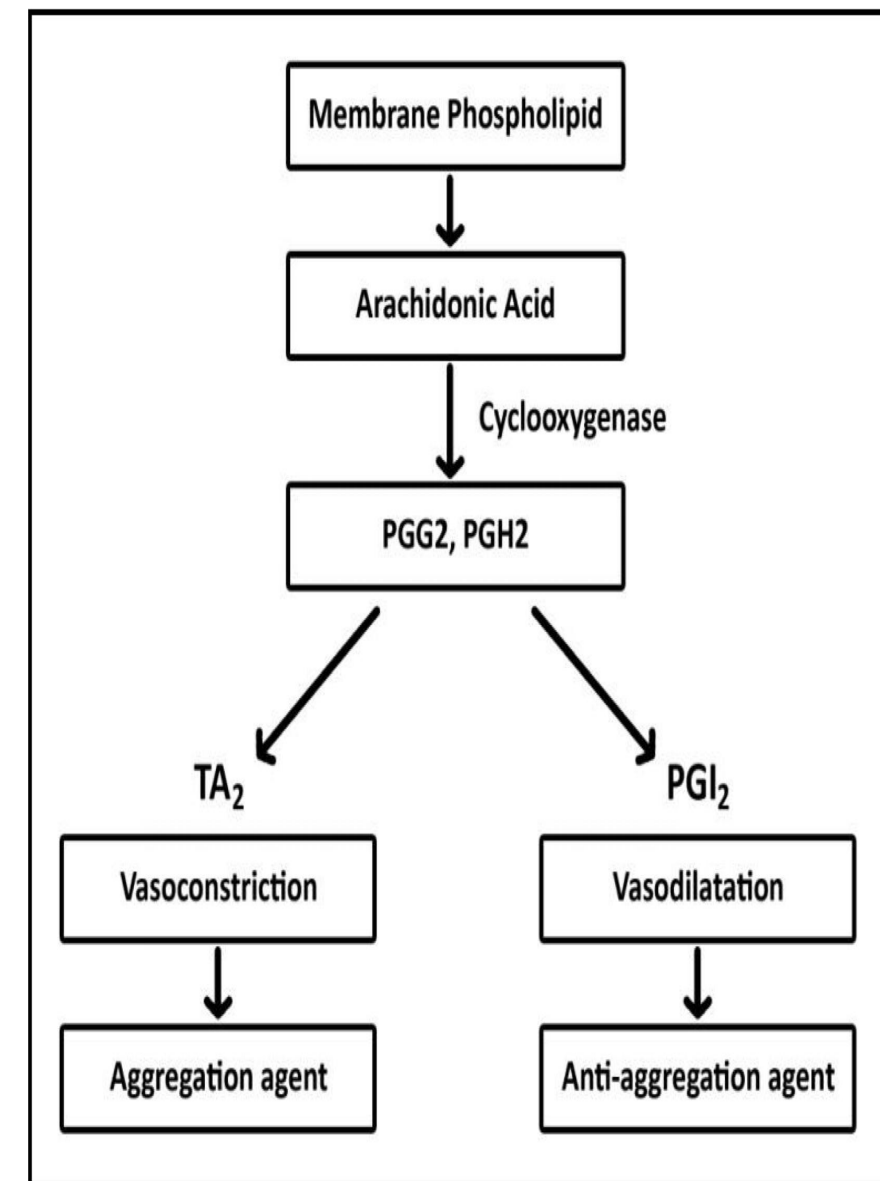 Membrane Phospholipid
Arachidonic Acid
Cyclooxygenase
PGG2, PGH2
TA₂
PGI₂
Vasoconstriction
Vasodilatation
Aggregation agent
Anti-aggregation agent